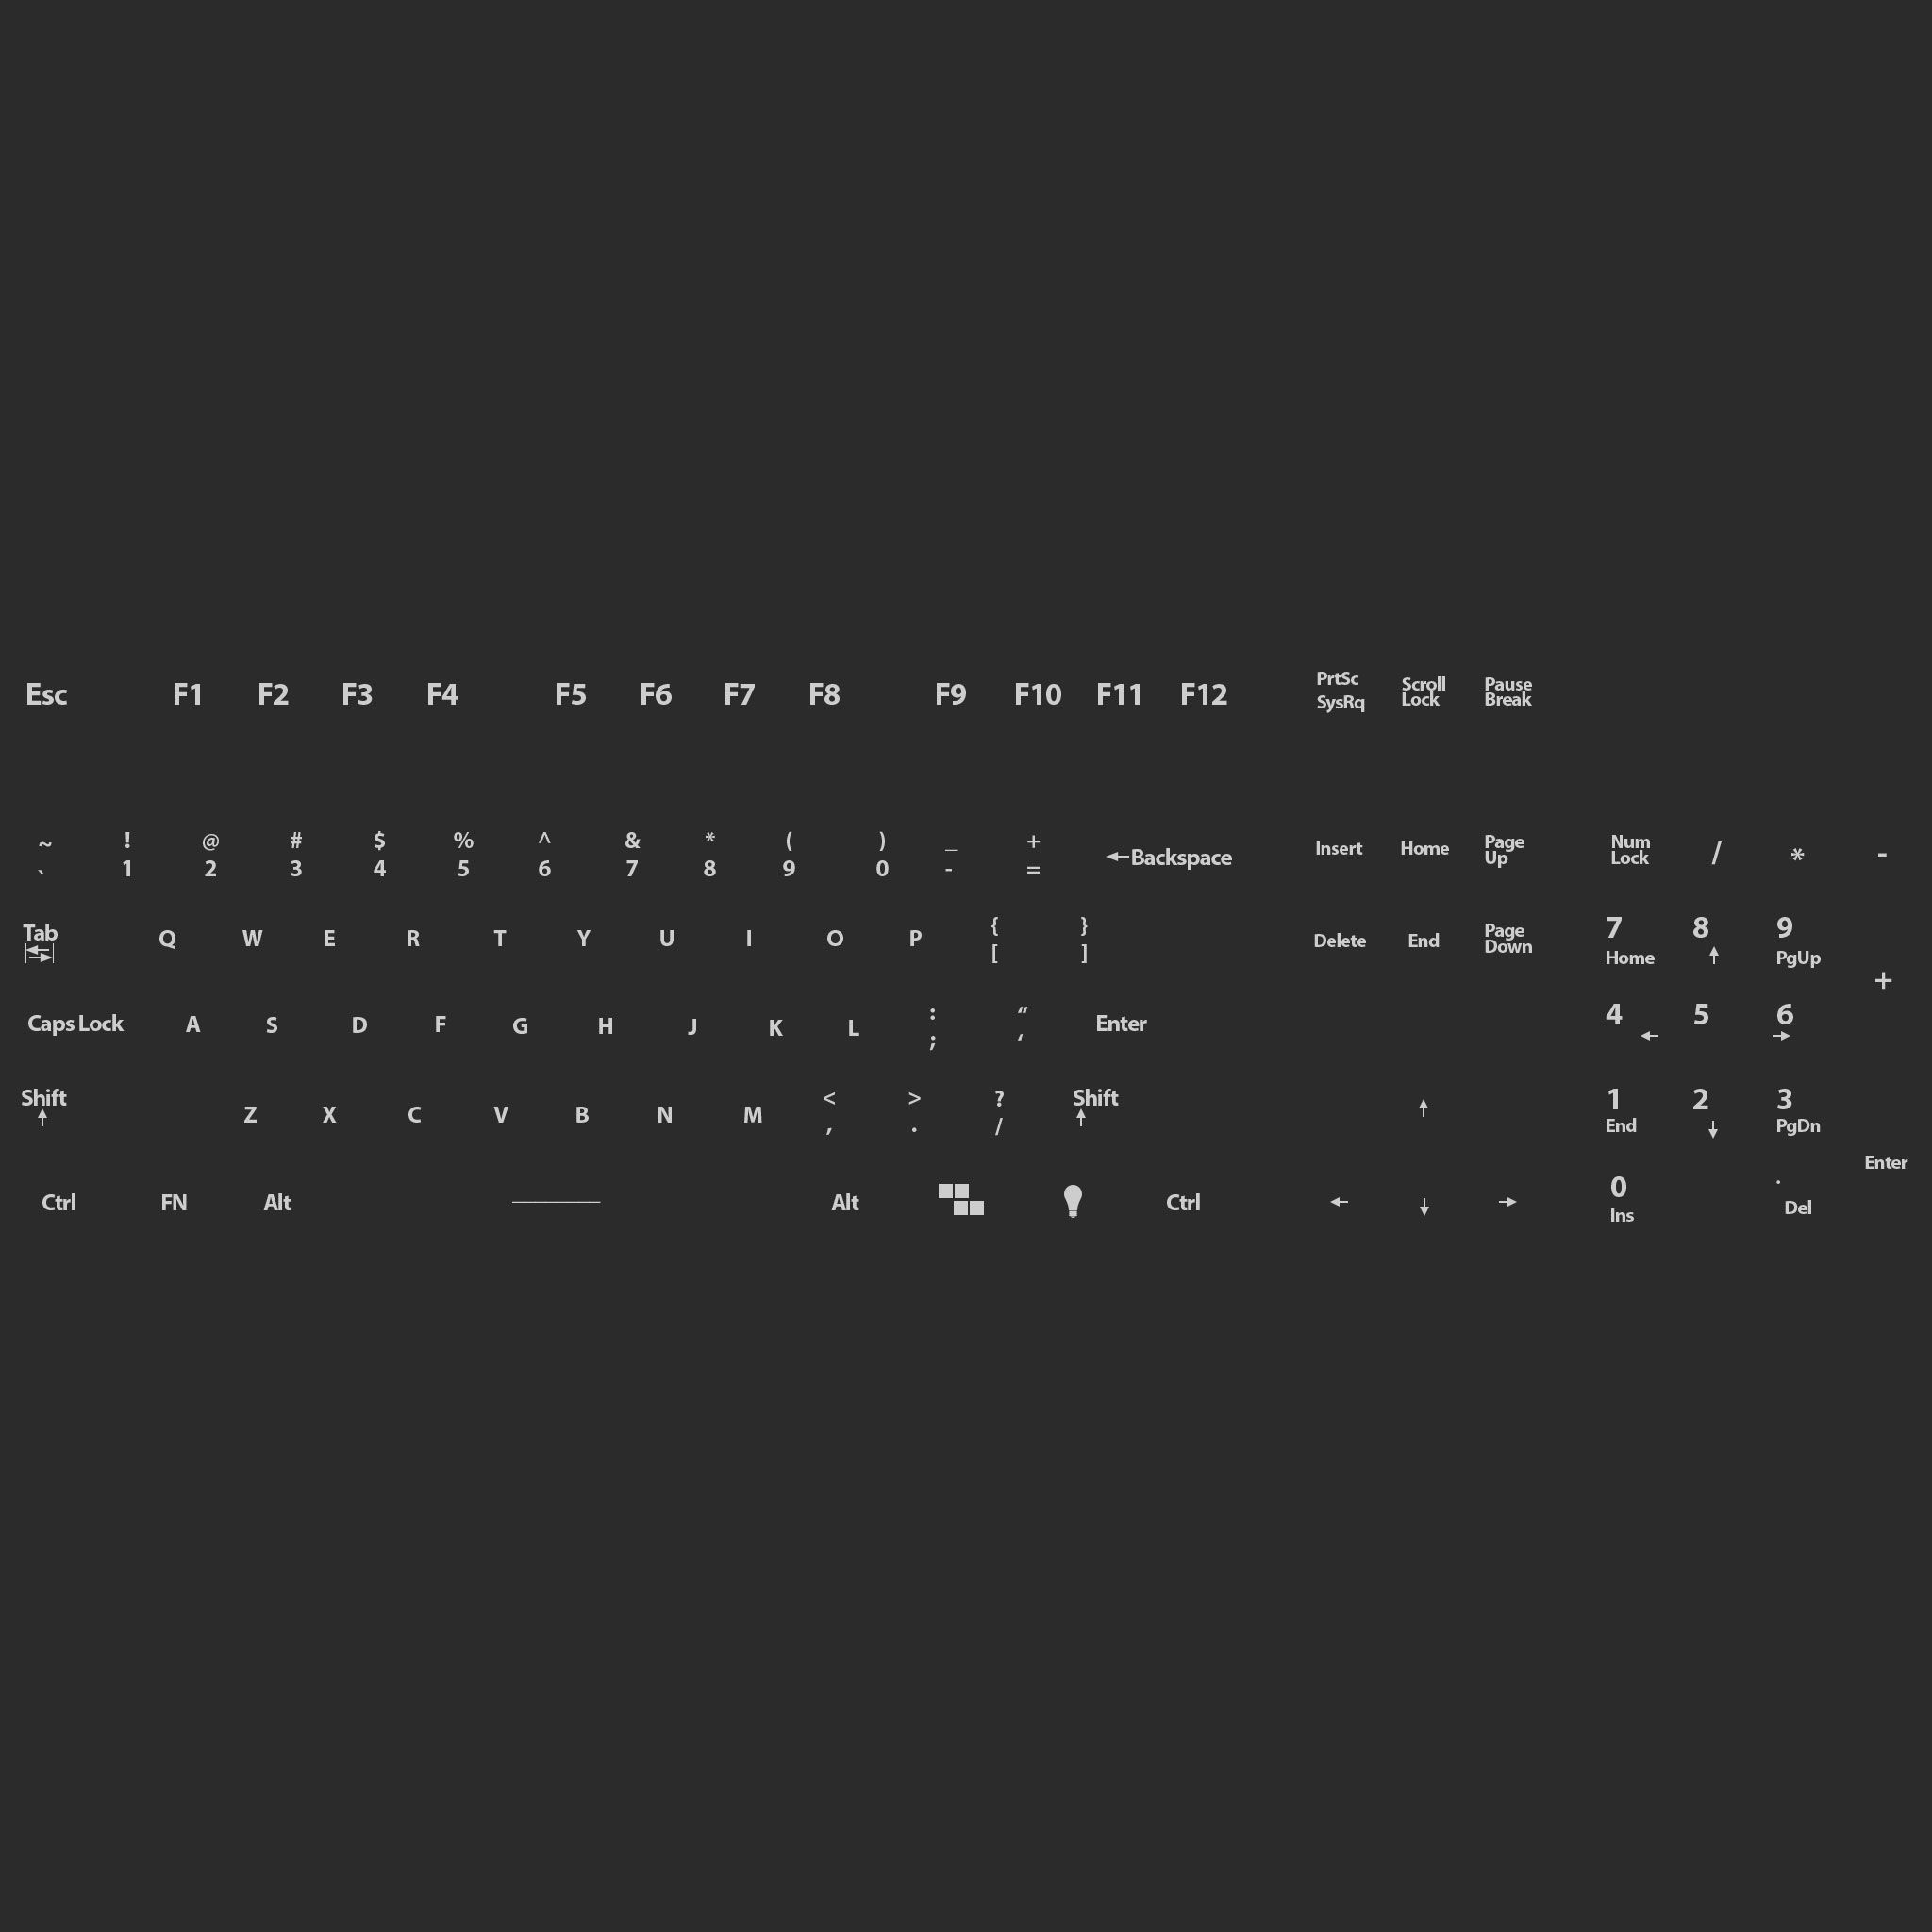 Esc F1 F2 F3 F4 F5 F6 F7 F8 F9 F10 F11 F12 PrtSc SysRq Scroll Lock Pause Break
~ ! @ # $ % ^ & * ( ) _ +
` 1 2 3 4 5 6 7 8 9 0 - = ←Backspace Insert Home Page Up Num Lock / * -
Tab Q W E R T Y U I O P { [ } ] Delete End Page Down 7 Home 8 ↑ 9 PgUp +
Caps Lock A S D F G H J K L : ; “ ‘ Enter 4 ← 5 6 →
Shift ↑ Z X C V B N M < , > . ? / Shift ↑ ↑ 1 End 2 ↓ 3 PgDn Enter
Ctrl FN Alt Alt Ctrl ← ↓ → 0 Ins . Del